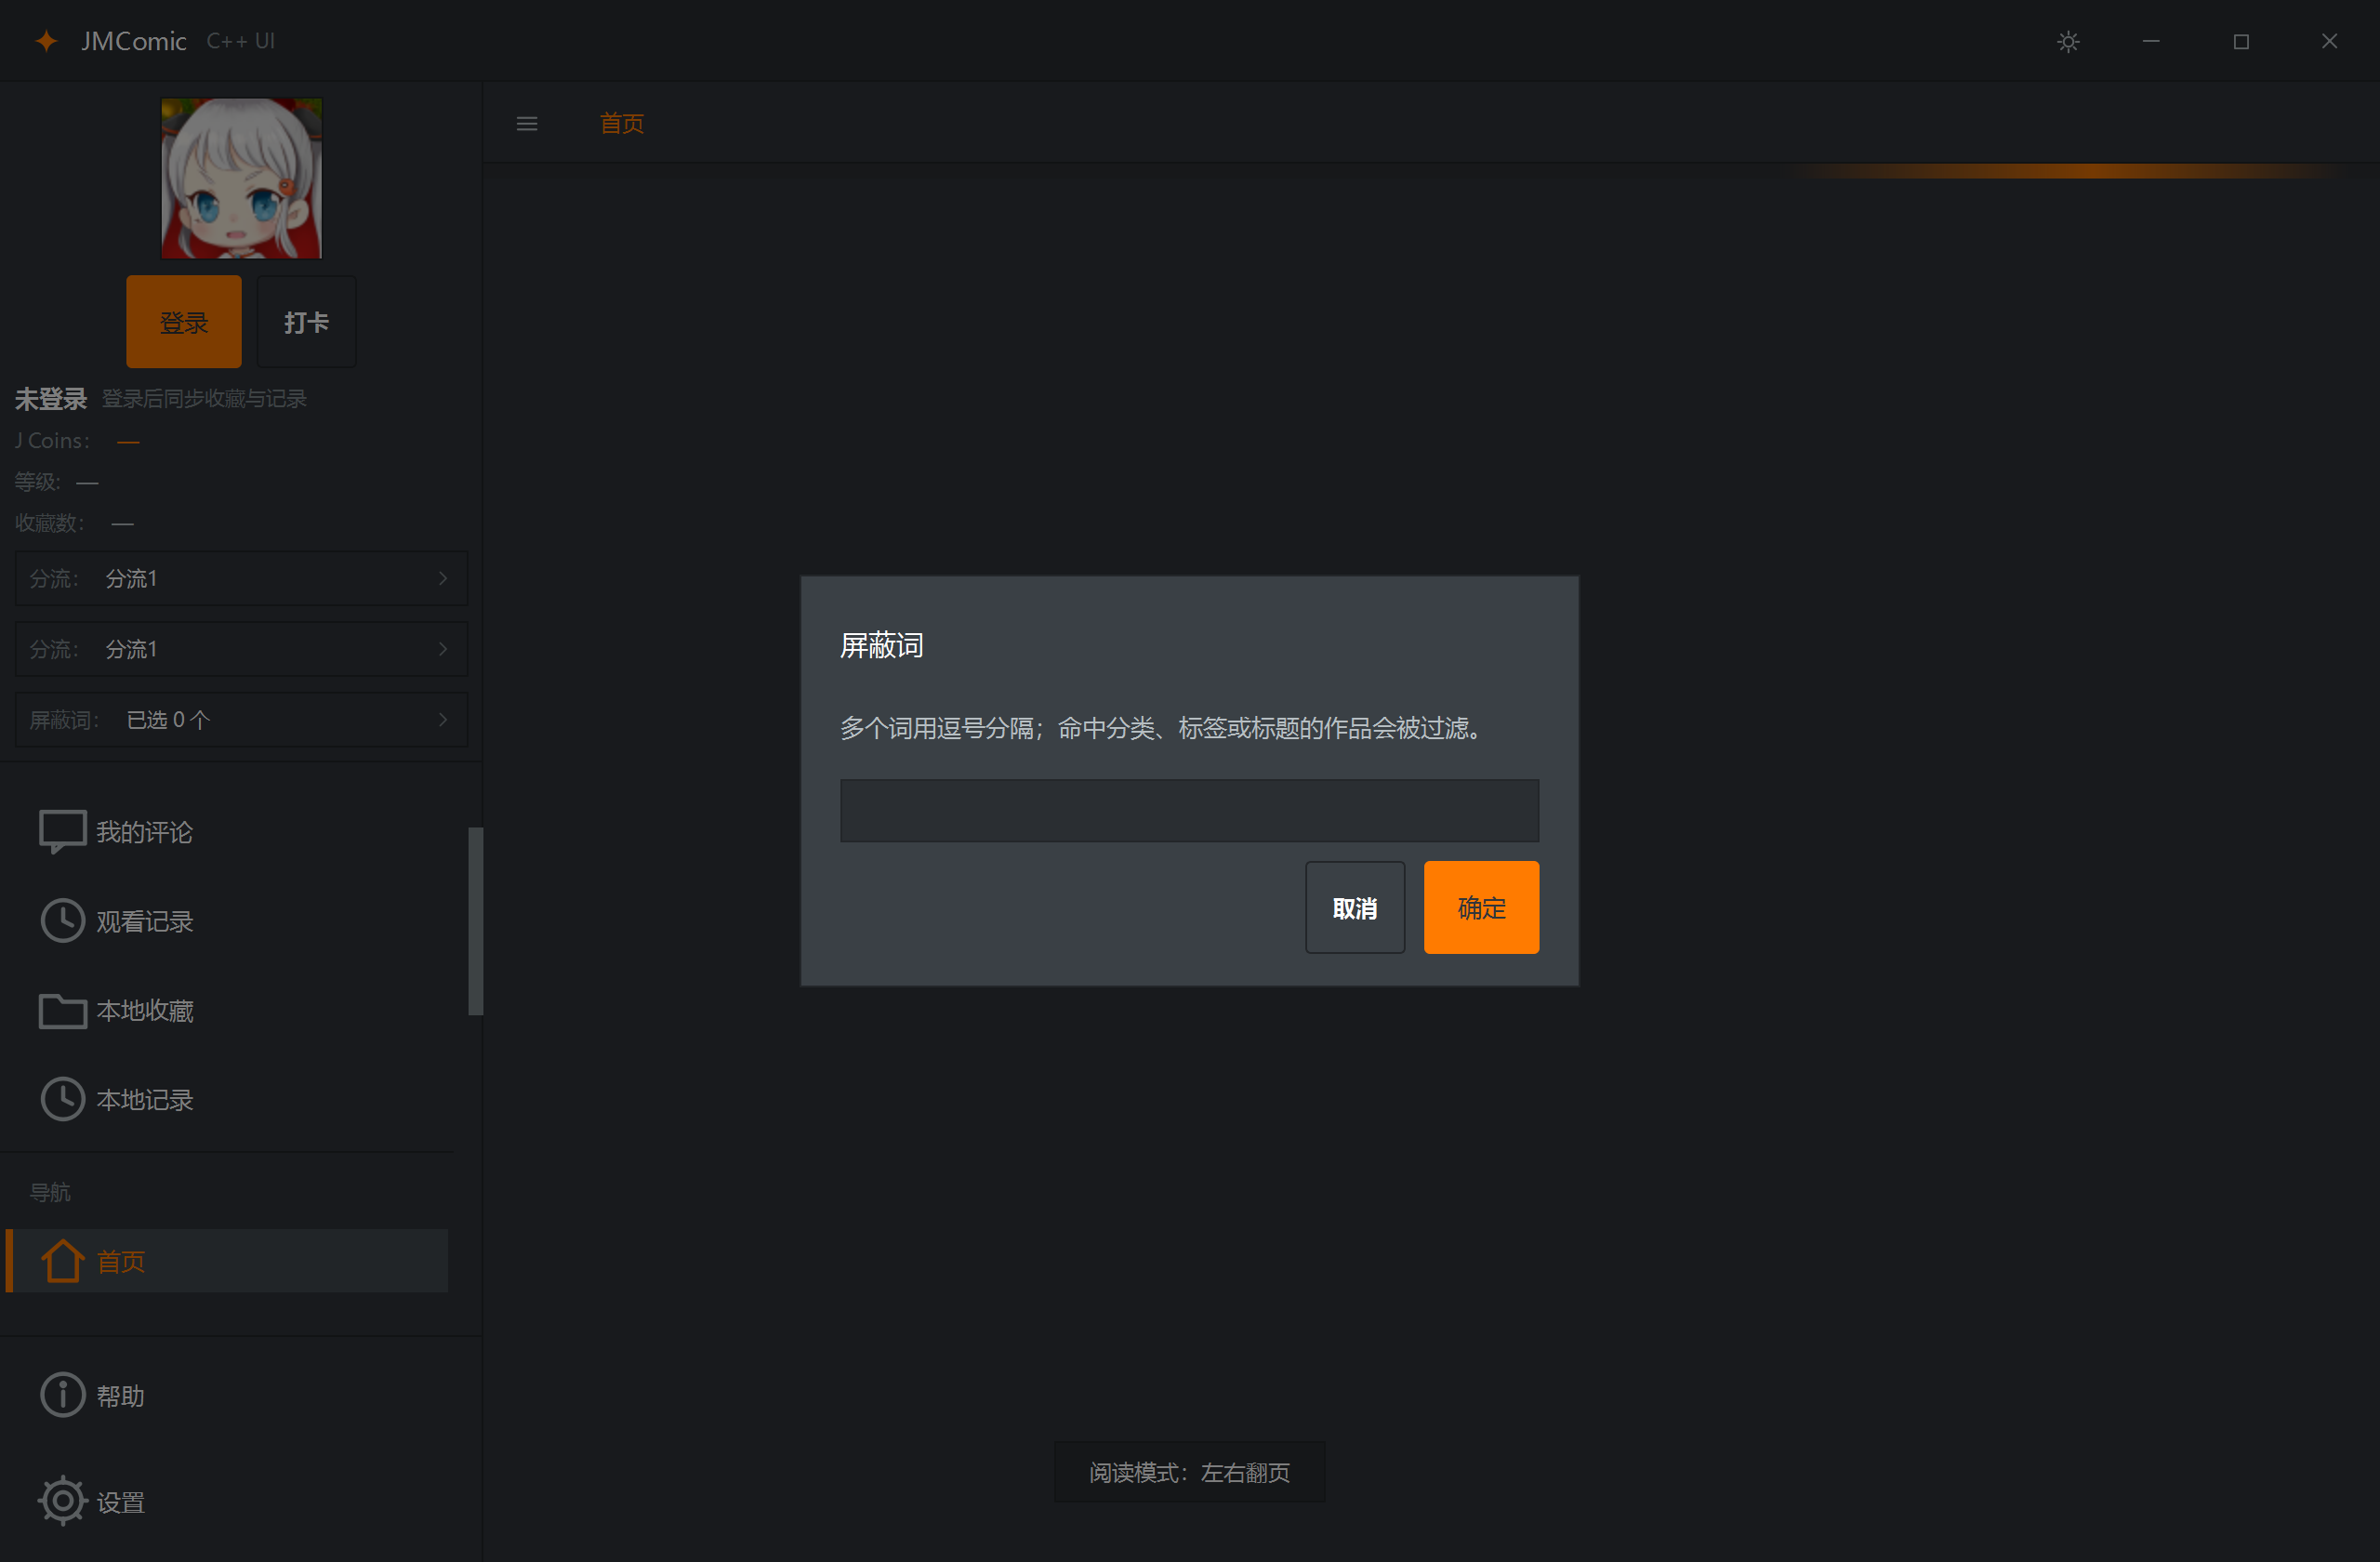 JMComic C++ UI
首页
登录
打卡
未登录 登录后同步收藏与记录
J Coins: —
等级: —
收藏数: —
分流: 分流1
分流: 分流1
屏蔽词: 已选 0 个
我的评论
观看记录
本地收藏
本地记录
导航
首页
帮助
设置
屏蔽词
多个词用逗号分隔；命中分类、标签或标题的作品会被过滤。
取消
确定
阅读模式：左右翻页